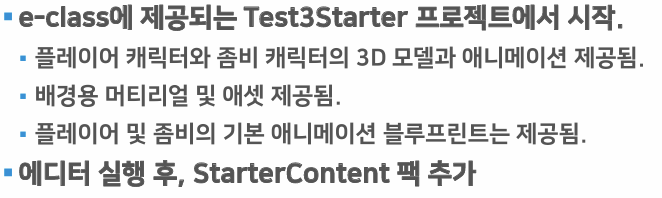 ▪ e-class에 제공되는 Test3Starter 프로젝트에서 시작.
▪ 플레이어 캐릭터와 좀비 캐릭터의 3D 모델과 애니메이션 제공됨.
▪ 배경용 머티리얼 및 애셋 제공됨.
▪ 플레이어 및 좀비의 기본 애니메이션 블루프린트는 제공됨.
▪ 에디터 실행 후, StarterContent 팩 추가